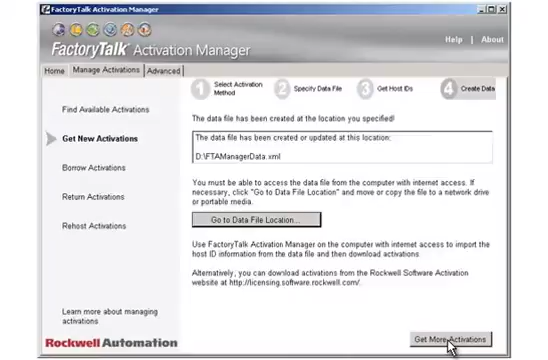 FactoryTalk Activation Manager
FactoryTalk Activation Manager
Help | About
Home Manage Activations Advanced
1 Select Activation Method
2 Specify Data File
3 Get Host IDs
4 Create Data
Find Available Activations
Get New Activations
Borrow Activations
Return Activations
Rehost Activations
Learn more about managing
activations
The data file has been created at the location you specified!
The data file has been created or updated at this location:
D:\FTAManagerData.xml
You must be able to access the data file from the computer with internet access. If
necessary, click "Go to Data File Location" and move or copy the file to a network drive
or portable media.
Go to Data File Location...
Use FactoryTalk Activation Manager on the computer with internet access to import the
host ID information from the data file and then download activations.
Alternatively, you can download activations from the Rockwell Software Activation
website at http://licensing.software.rockwell.com/.
Rockwell Automation
Get More Activations